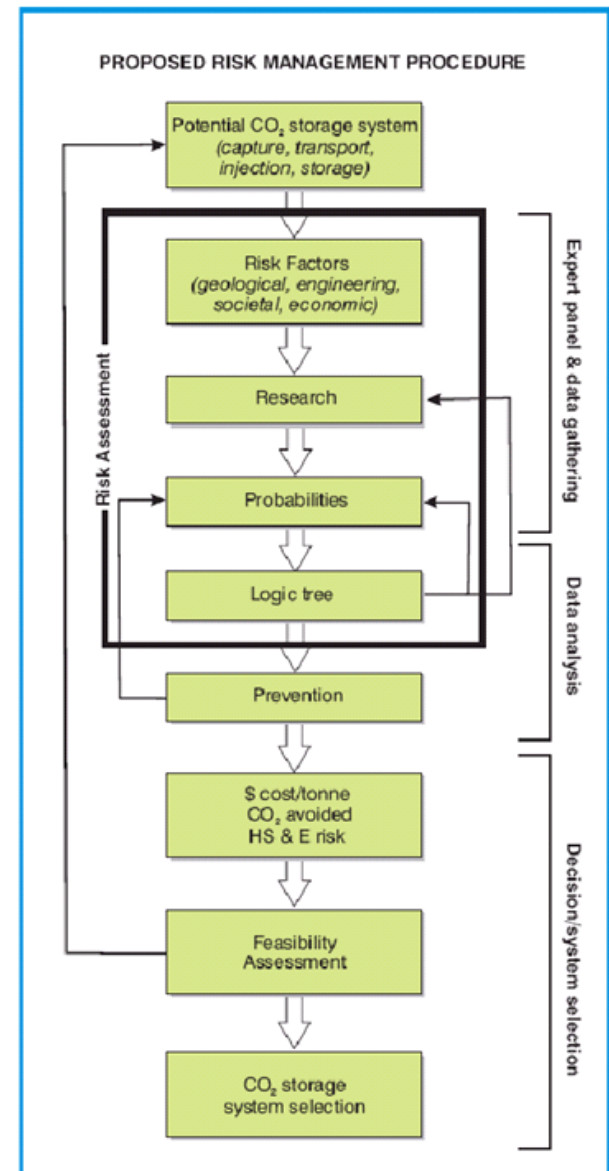 PROPOSED RISK MANAGEMENT PROCEDURE
Potential CO₂ storage system
(capture, transport,
injection, storage)
Risk Factors
(geological, engineering,
societal, economic)
Research
Probabilities
Logic tree
Prevention
$ cost/tonne
CO₂ avoided
HS & E risk
Feasibility
Assessment
CO₂ storage
system selection
Risk Assessment
Expert panel & data gathering
Data analysis
Decision/system selection